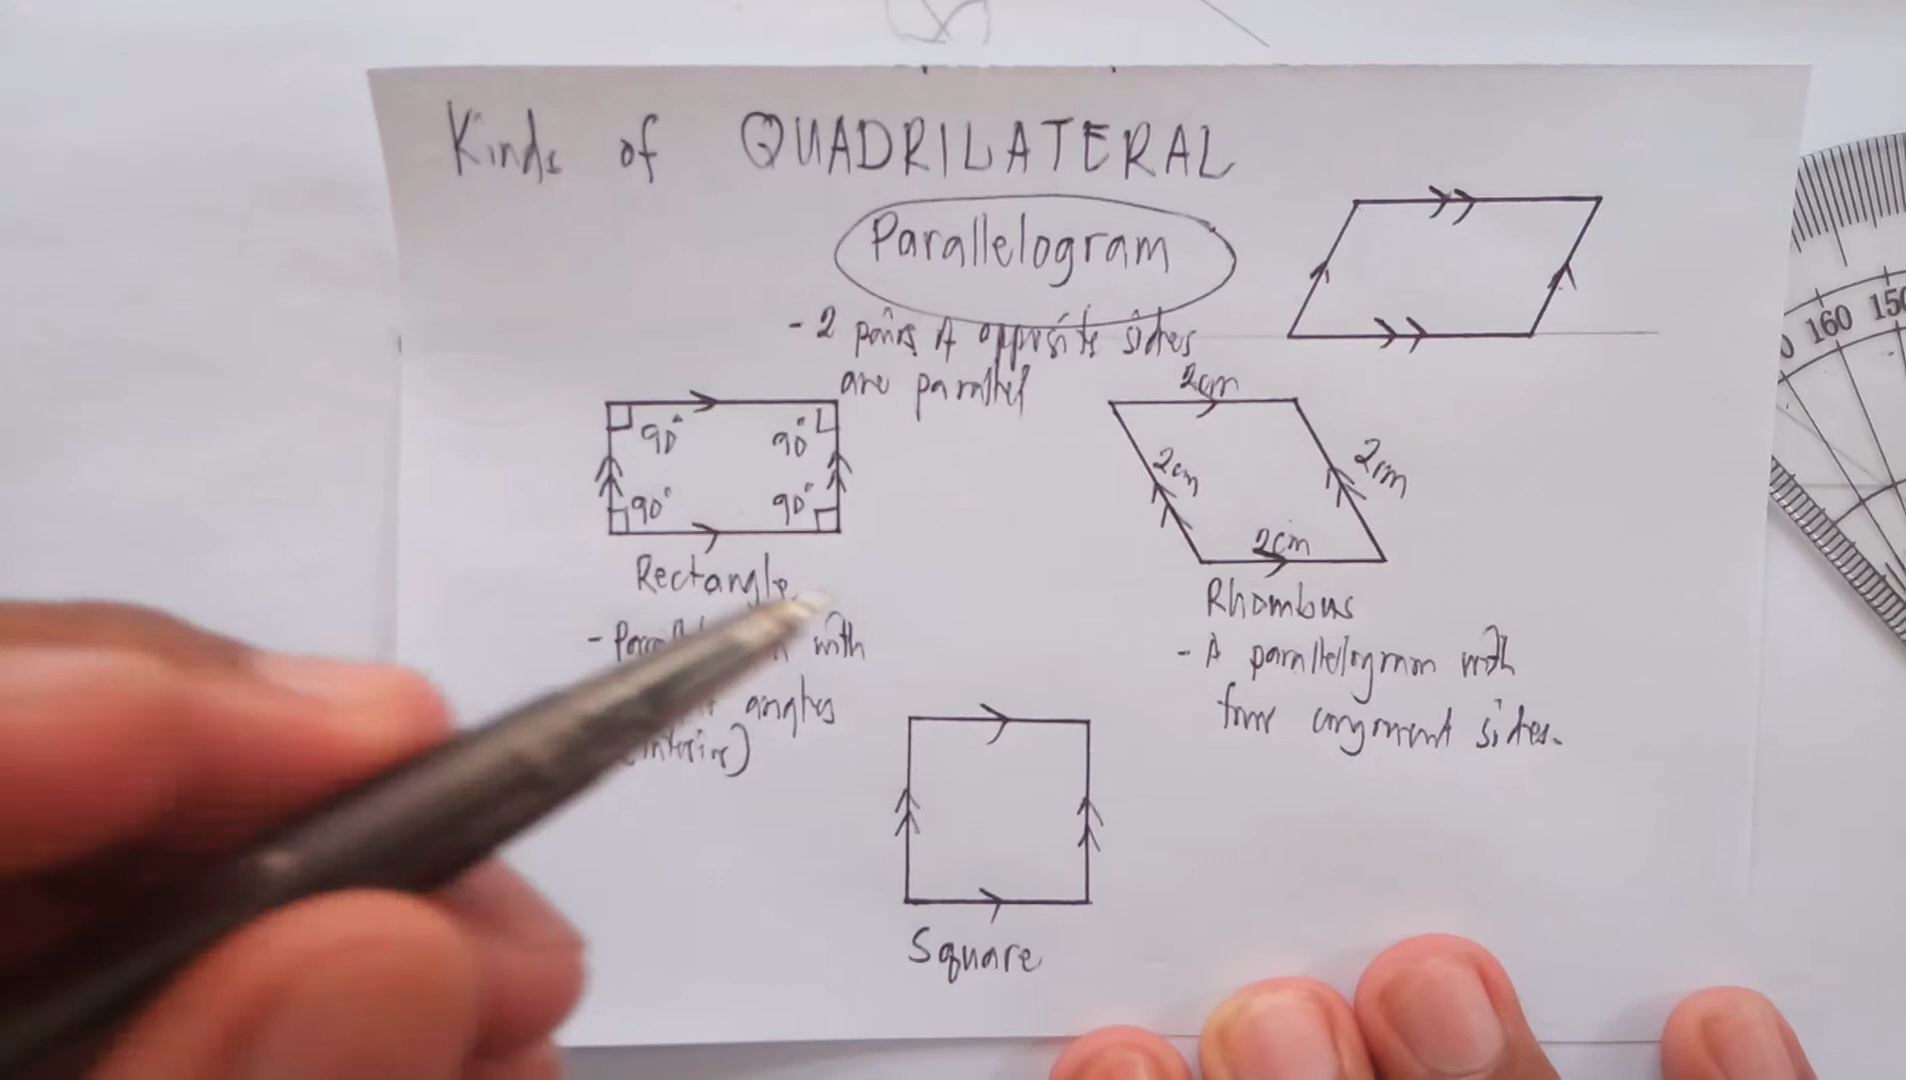 Kinds of QUADRILATERAL
Parallelogram
- 2 pairs of opposite sides
are parallel
90°
90°
90°
90°
Rectangle
with
angles
(interior)
2cm
2cm
2cm
2cm
Rhombus
- A parallelogram with
four congruent sides.
Square
160
150